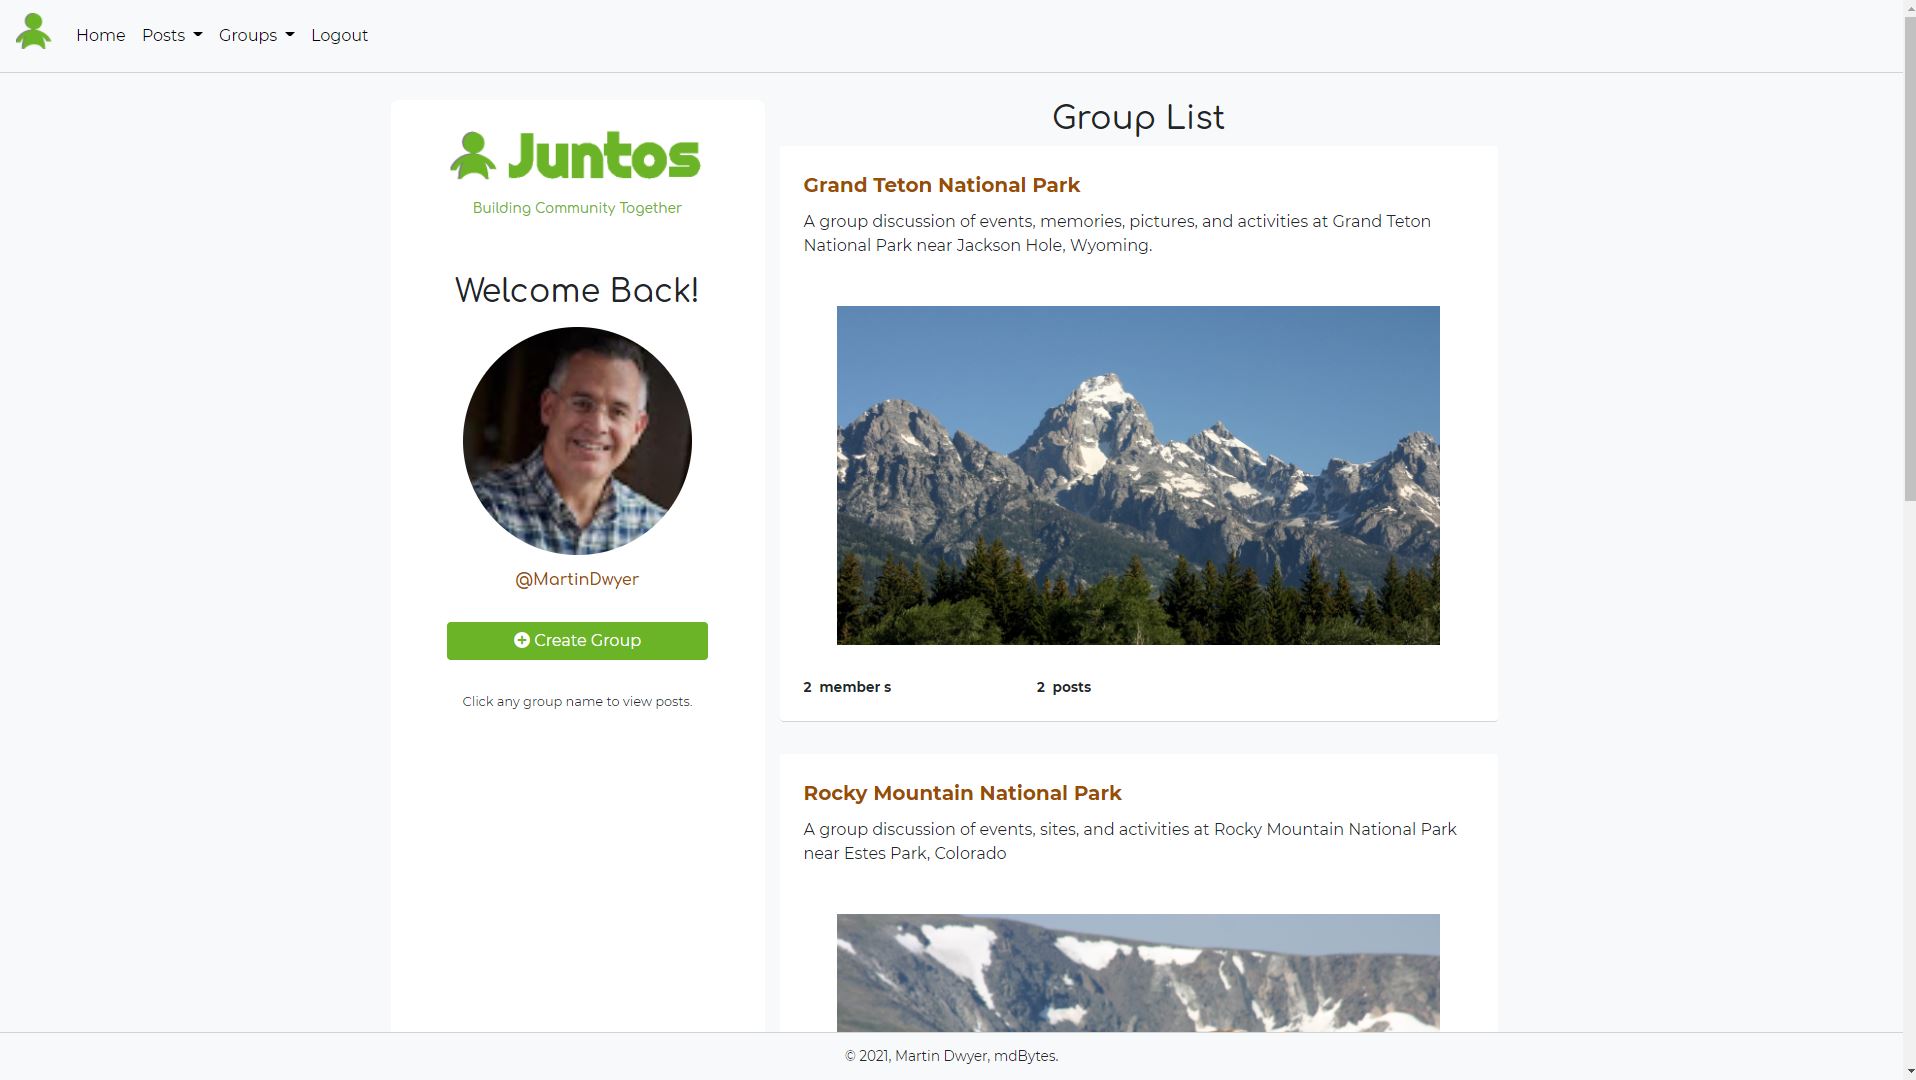 Home Posts Groups Logout
Juntos
Building Community Together
Welcome Back!
@MartinDwyer
Create Group
Click any group name to view posts.
Group List
Grand Teton National Park
A group discussion of events, memories, pictures, and activities at Grand Teton
National Park near Jackson Hole, Wyoming.
2 member s 2 posts
Rocky Mountain National Park
A group discussion of events, sites, and activities at Rocky Mountain National Park
near Estes Park, Colorado
© 2021, Martin Dwyer, mdBytes.